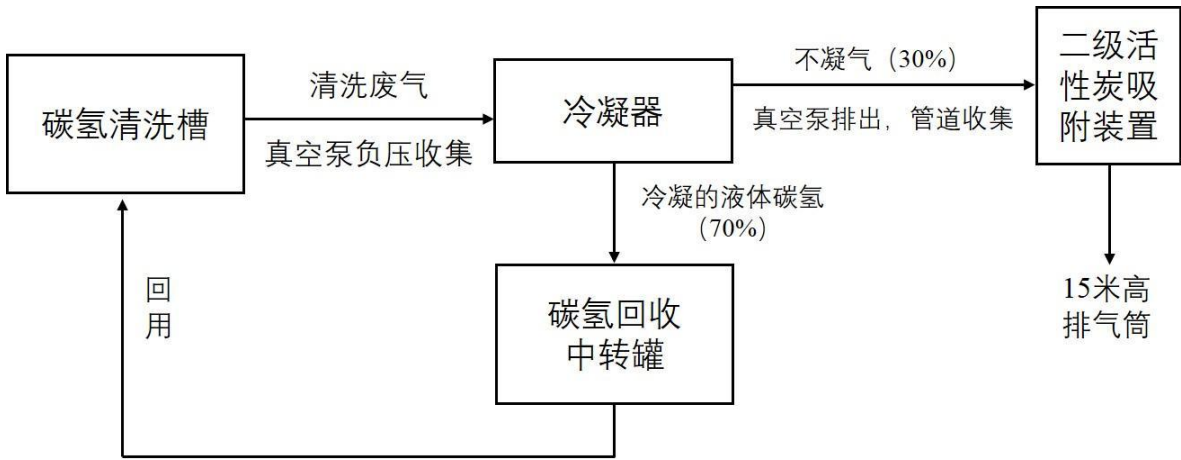 碳氢清洗槽
清洗废气
真空泵负压收集
冷凝器
不凝气（30%）
真空泵排出，管道收集
二级活
性炭吸
附装置
冷凝的液体碳氢
（70%）
回
用
碳氢回收
中转罐
15米高
排气筒